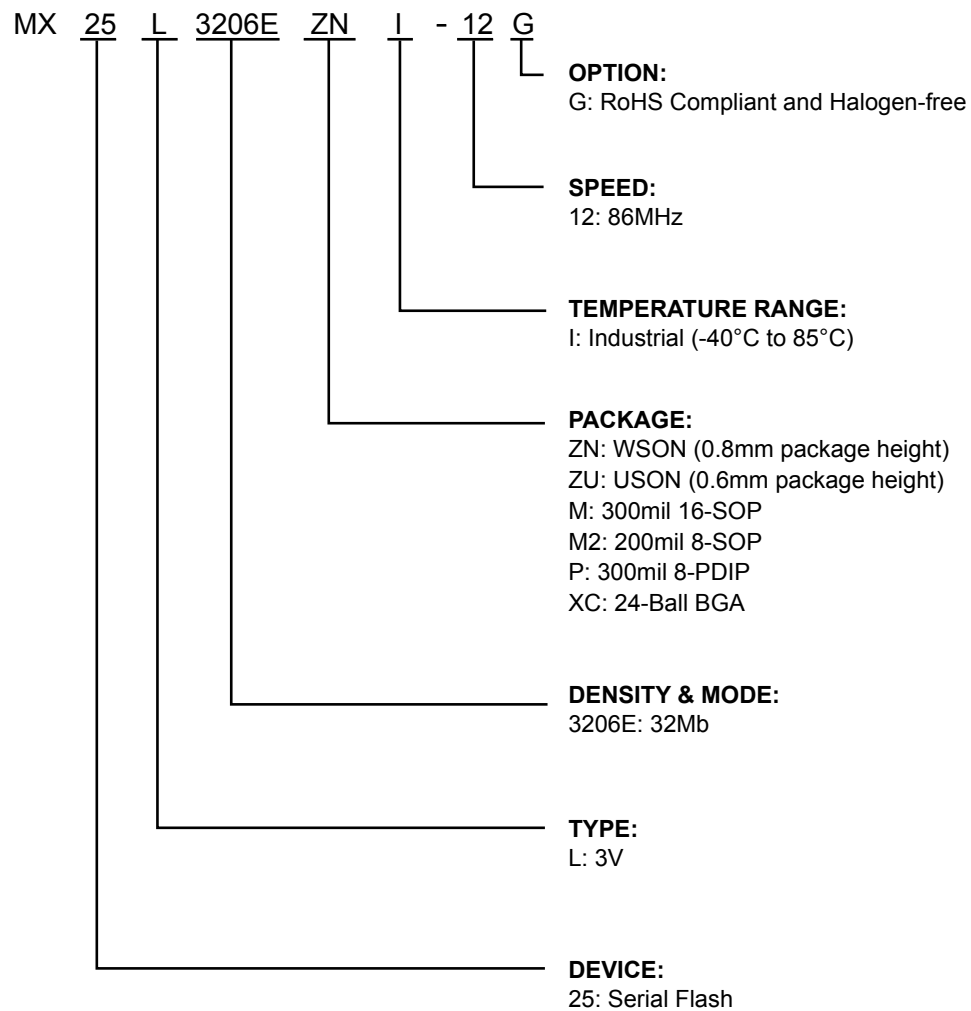 MX 25 L 3206E ZN I - 12 G
OPTION:
G: RoHS Compliant and Halogen-free
SPEED:
12: 86MHz
TEMPERATURE RANGE:
I: Industrial (-40°C to 85°C)
PACKAGE:
ZN: WSON (0.8mm package height)
ZU: USON (0.6mm package height)
M: 300mil 16-SOP
M2: 200mil 8-SOP
P: 300mil 8-PDIP
XC: 24-Ball BGA
DENSITY & MODE:
3206E: 32Mb
TYPE:
L: 3V
DEVICE:
25: Serial Flash